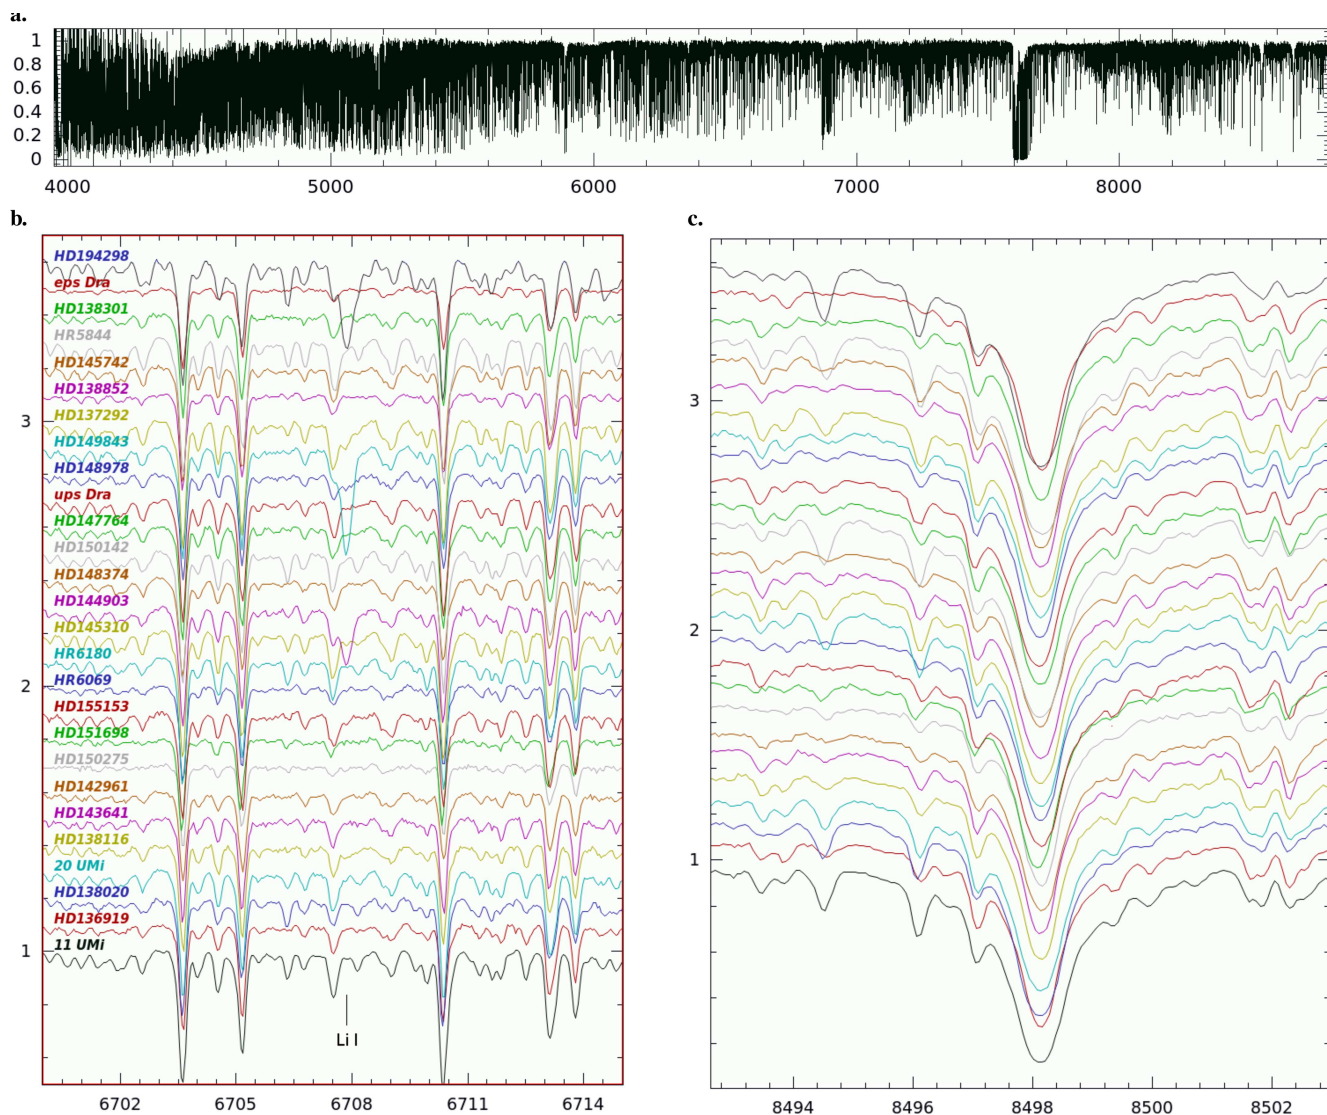 a.
1
0.8
0.6
0.4
0.2
0
4000 5000 6000 7000 8000
b.
HD194298
eps Dra
HD138301
HR5844
HD145742
HD138852
HD137292
HD149843
HD148978
ups Dra
HD147764
HD150142
HD148374
HD144903
HD145310
HR6180
HR6069
HD155153
HD151698
HD150275
HD142961
HD143641
HD138116
20 UMi
HD138020
HD136919
11 UMi
3
2
1
Li I
6702 6705 6708 6711 6714
c.
3
2
1
8494 8496 8498 8500 8502